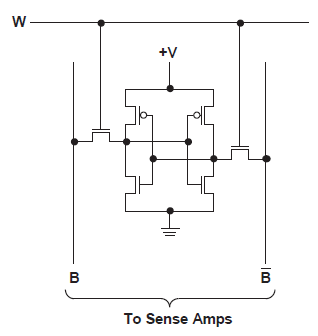 W
+V
B
B̅
To Sense Amps